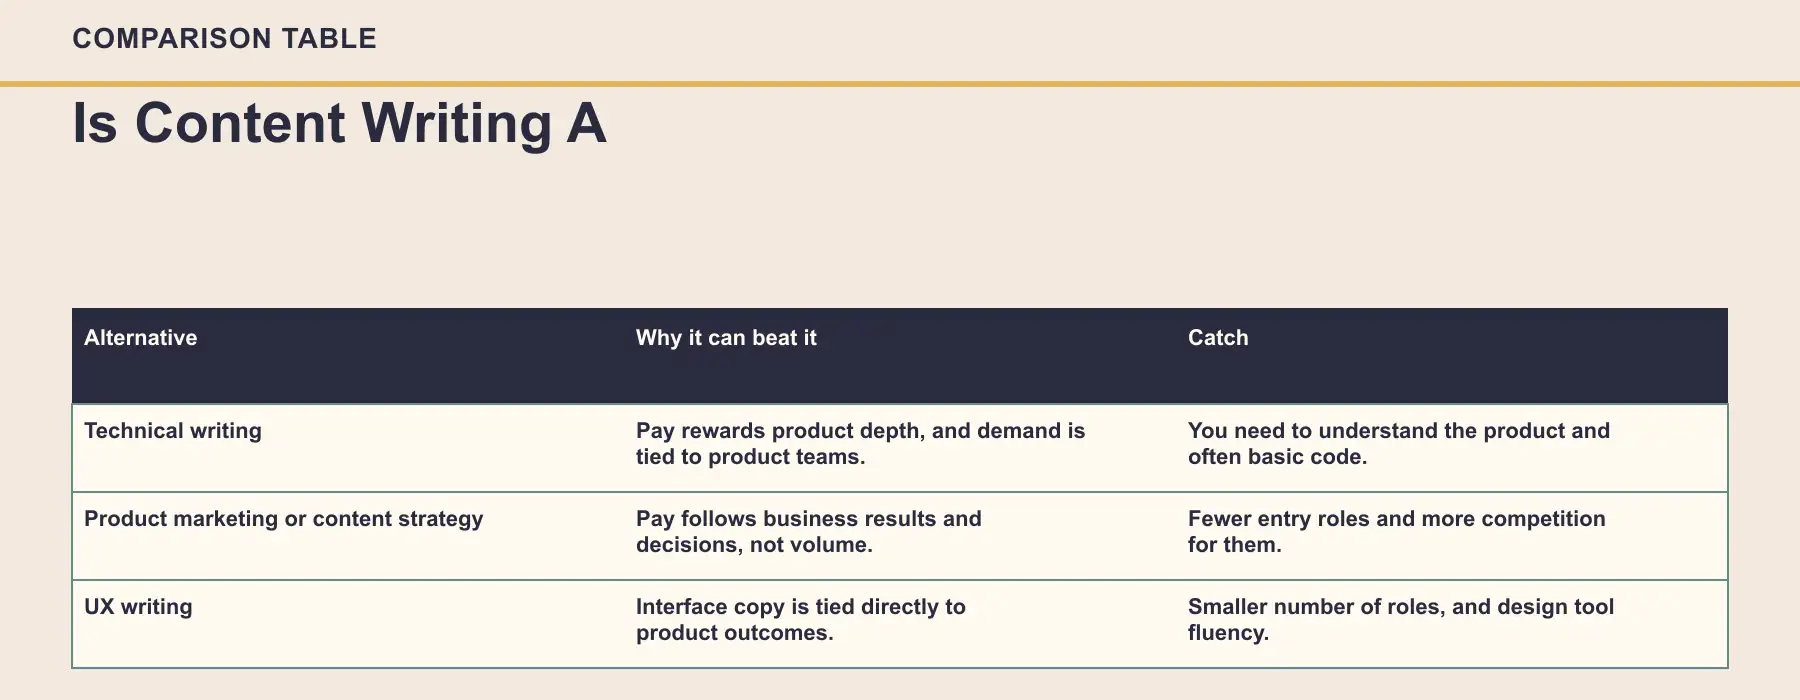 COMPARISON TABLE
Is Content Writing A
Alternative
Why it can beat it
Catch
Technical writing
Pay rewards product depth, and demand is
tied to product teams.
You need to understand the product and
often basic code.
Product marketing or content strategy
Pay follows business results and
decisions, not volume.
Fewer entry roles and more competition
for them.
UX writing
Interface copy is tied directly to
product outcomes.
Smaller number of roles, and design tool
fluency.